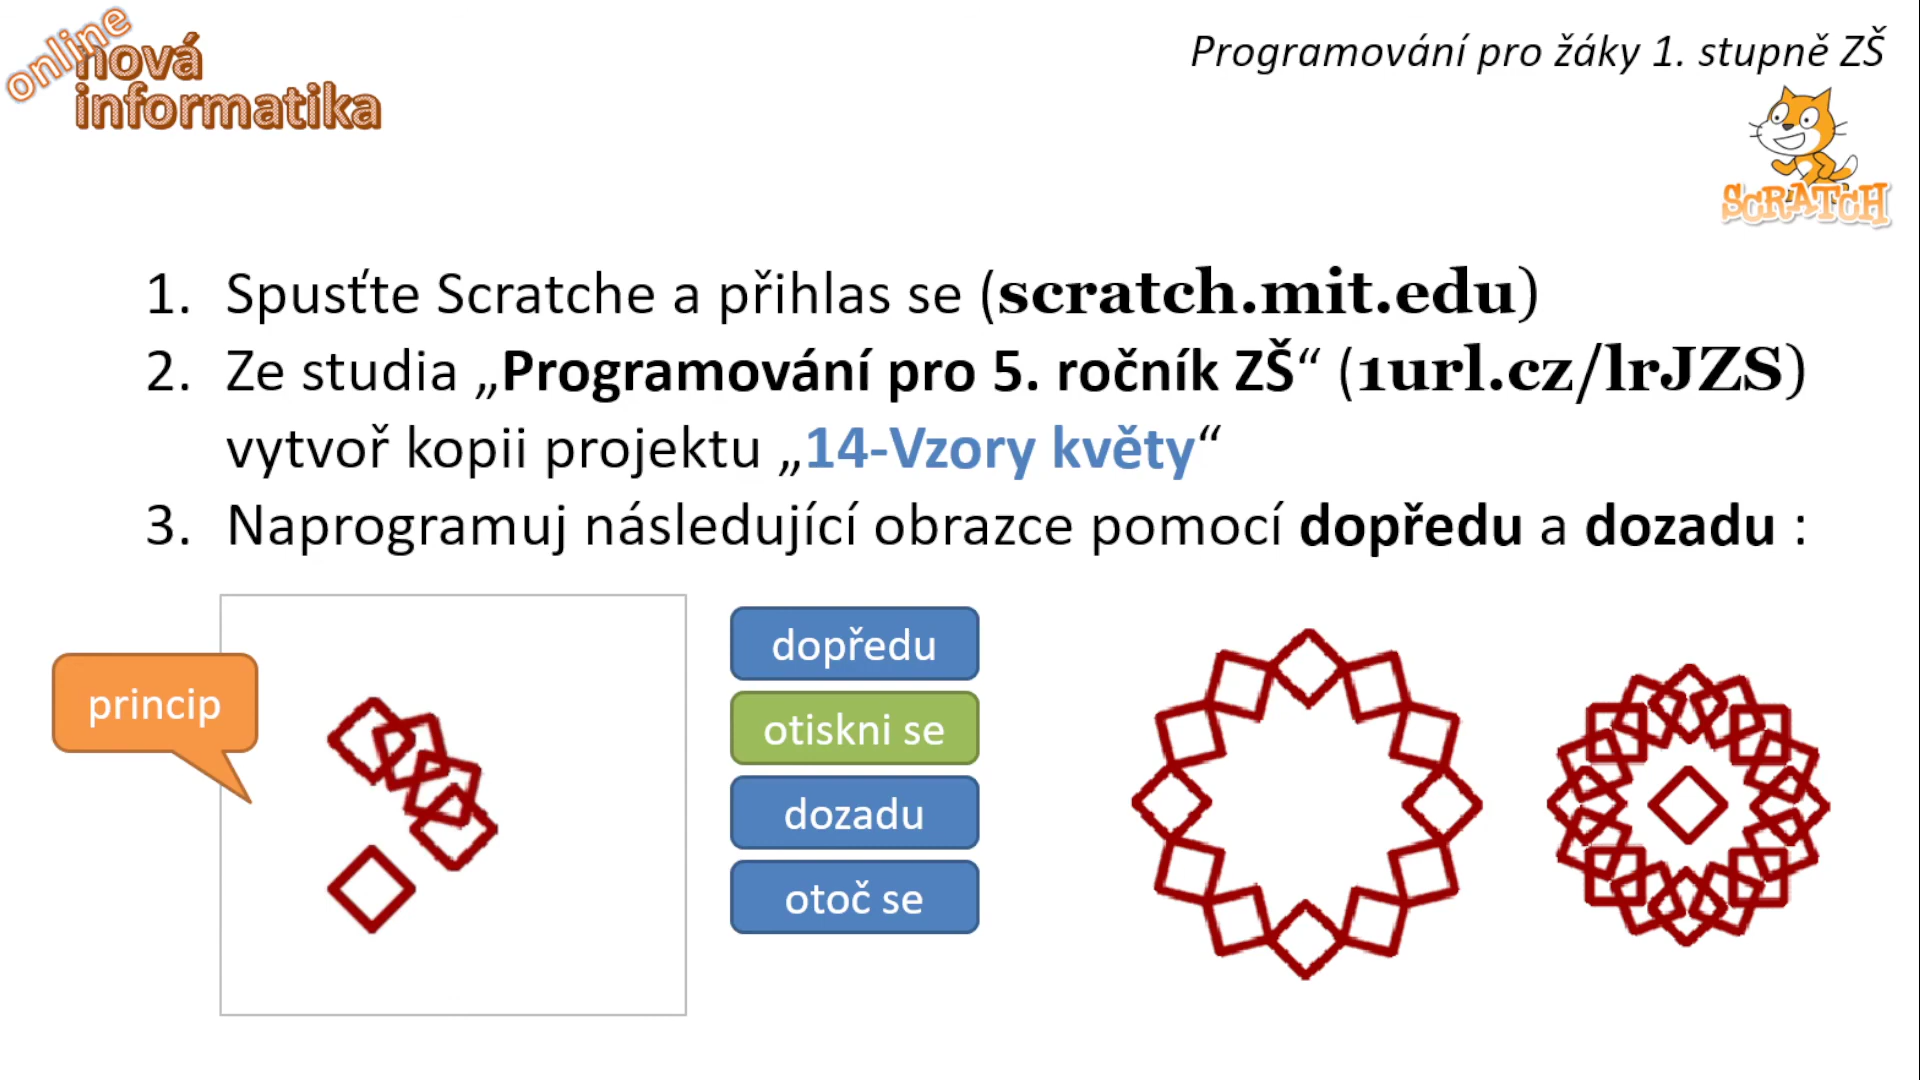 online
nová
informatika
Programování pro žáky 1. stupně ZŠ
SCRATCH
1. Spusťte Scratche a přihlas se (scratch.mit.edu)
2. Ze studia „Programování pro 5. ročník ZŠ“ (1url.cz/lrJZS)
vytvoř kopii projektu „14-Vzory květy“
3. Naprogramuj následující obrazce pomocí dopředu a dozadu :
princip
dopředu
otiskni se
dozadu
otoč se